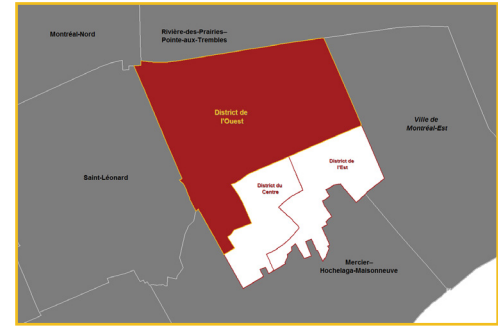 Montréal-Nord
Rivière-des-Prairies–
Pointe-aux-Trembles
District de
l'Ouest
Ville de
Montréal-Est
District de
l'Est
Saint-Léonard
District du
Centre
Mercier–
Hochelaga-Maisonneuve